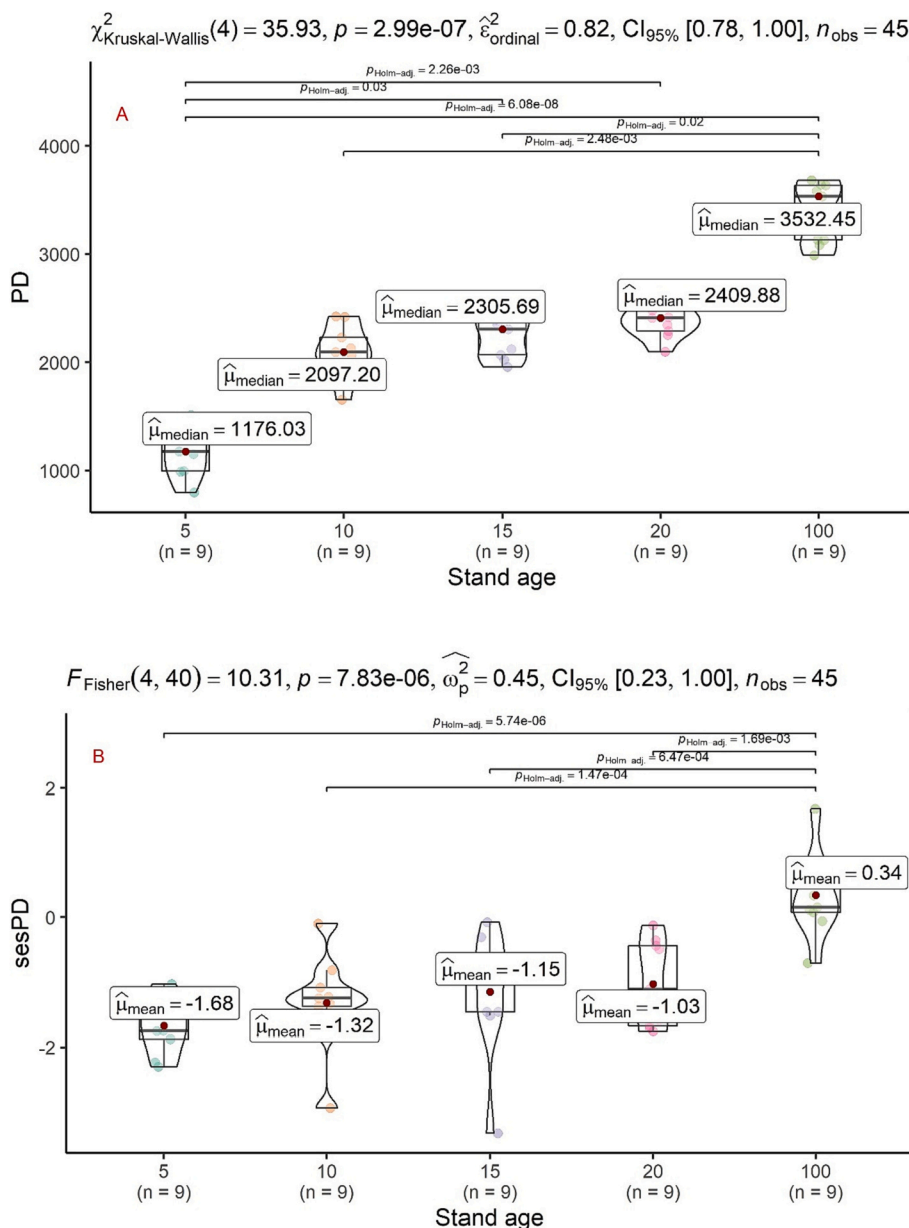 χ²Kruskal-Wallis(4) = 35.93, p = 2.99e-07, ε̂²ordinal = 0.82, CI95% [0.78, 1.00], nobs = 45
A
pHolm–adj. = 2.26e-03
pHolm–adj. = 0.03
pHolm–adj. = 6.08e-08
pHolm–adj. = 0.02
pHolm–adj. = 2.48e-03
4000
3000
2000
1000
PD
μ̂median = 1176.03
μ̂median = 2097.20
μ̂median = 2305.69
μ̂median = 2409.88
μ̂median = 3532.45
5 10 15 20 100
(n = 9) (n = 9) (n = 9) (n = 9) (n = 9)
Stand age
FFisher(4, 40) = 10.31, p = 7.83e-06, ω̂²p = 0.45, CI95% [0.23, 1.00], nobs = 45
B
pHolm–adj. = 5.74e-06
pHolm–adj. = 1.69e-03
pHolm–adj. = 6.47e-04
pHolm–adj. = 1.47e-04
2
0
-2
sesPD
μ̂mean = -1.68
μ̂mean = -1.32
μ̂mean = -1.15
μ̂mean = -1.03
μ̂mean = 0.34
5 10 15 20 100
(n = 9) (n = 9) (n = 9) (n = 9) (n = 9)
Stand age